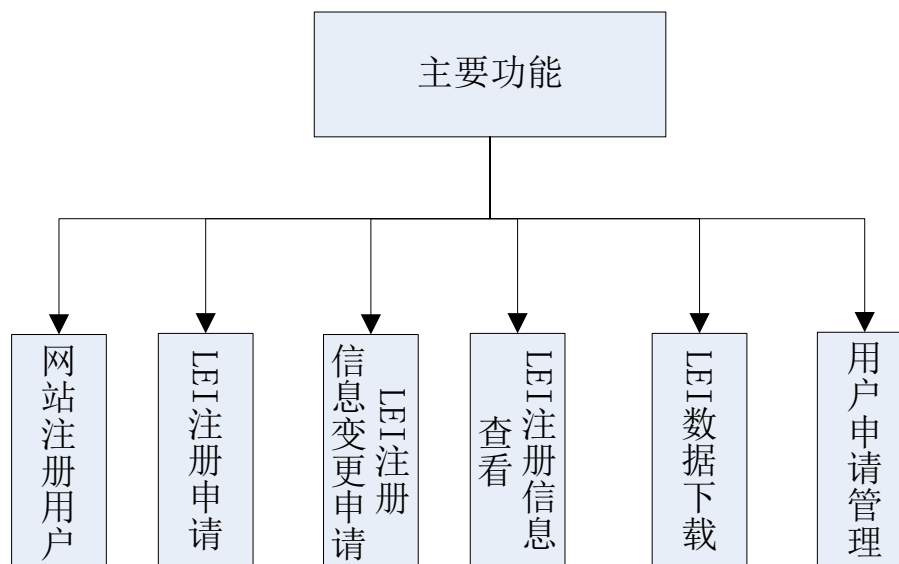 主要功能
网站注册用户
LEI注册申请
LEI注册
信息变更申请
LEI注册信息
查看
LEI数据下载
用户申请管理